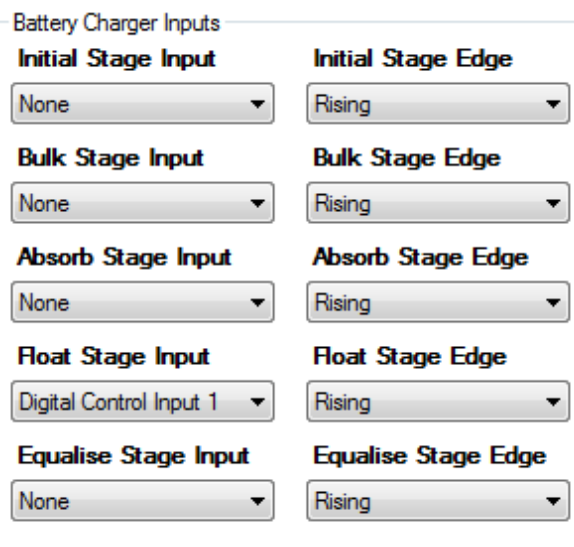 Battery Charger Inputs
Initial Stage Input Initial Stage Edge
None Rising
Bulk Stage Input Bulk Stage Edge
None Rising
Absorb Stage Input Absorb Stage Edge
None Rising
Float Stage Input Float Stage Edge
Digital Control Input 1 Rising
Equalise Stage Input Equalise Stage Edge
None Rising